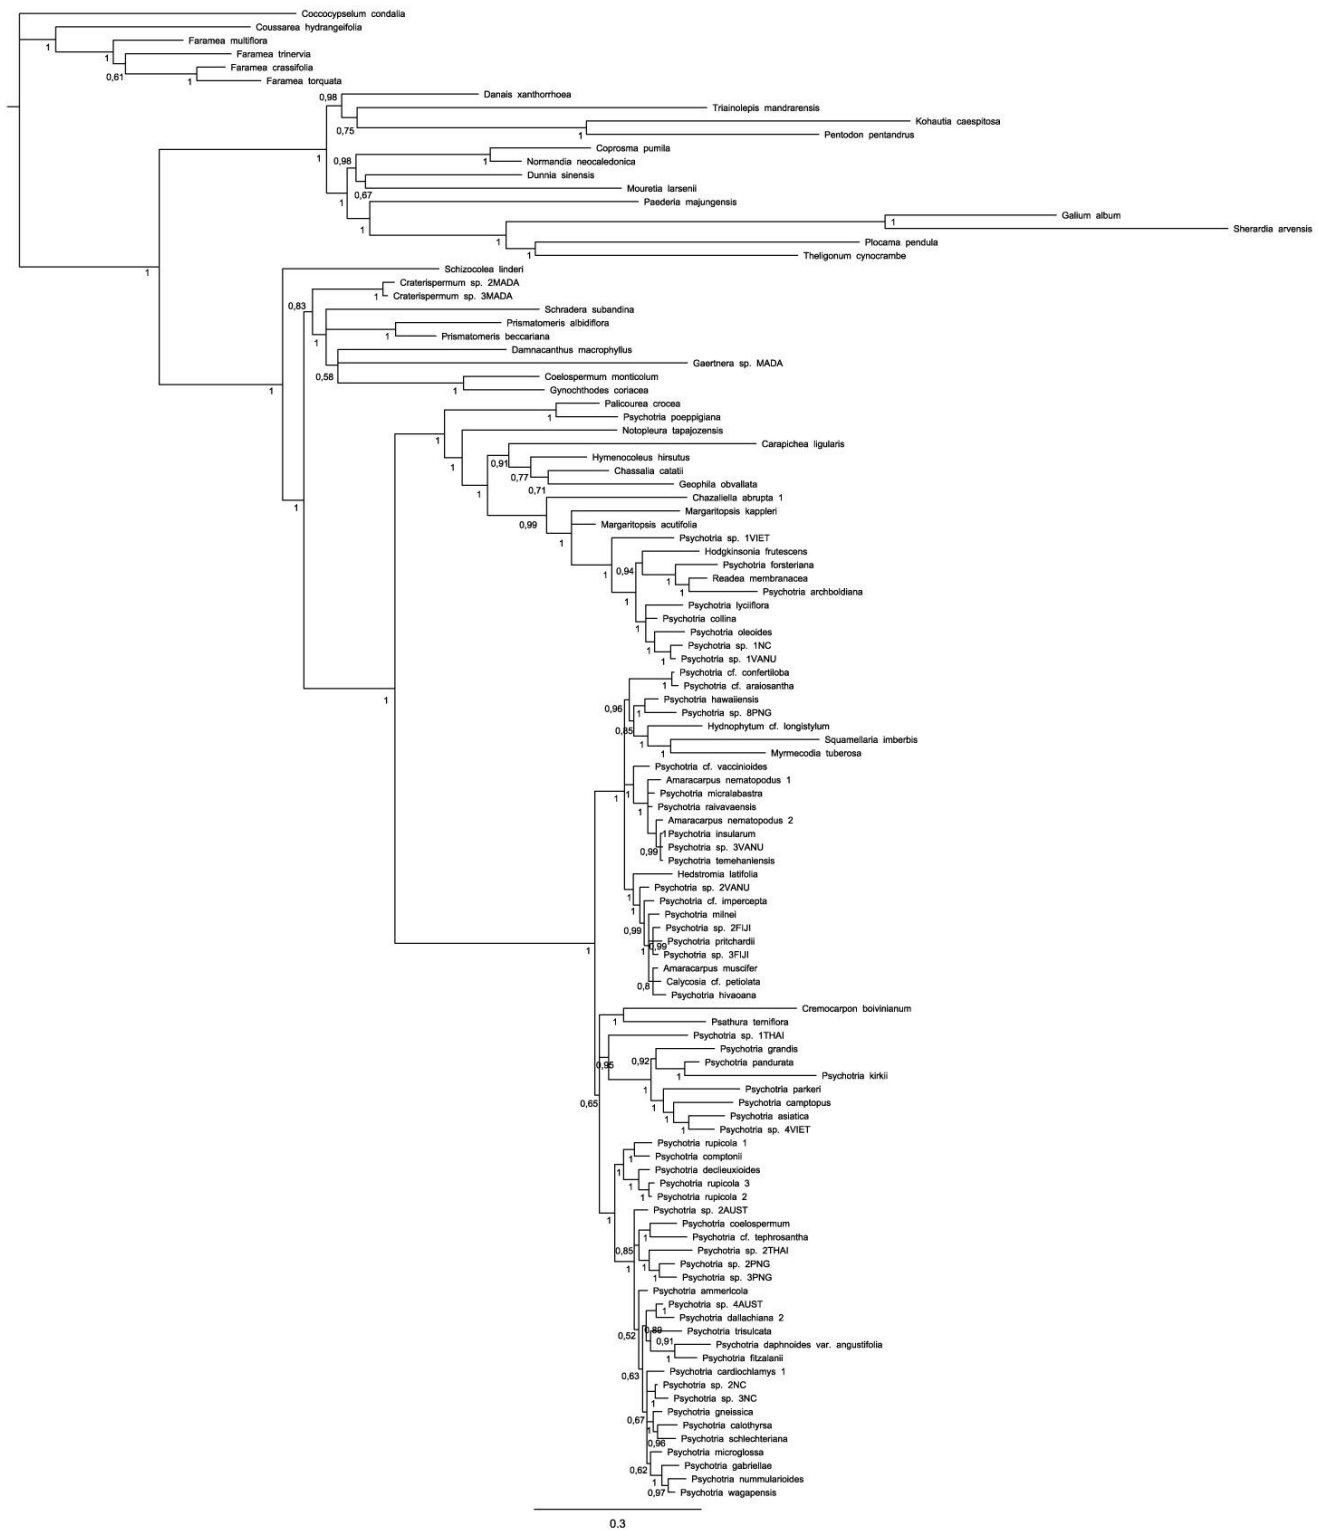 Coccocypselum condalia
Coussarea hydrangeifolia
1
Faramea multiflora
1
Faramea trinervia
0,61
Faramea crassifolia
1
Faramea torquata
0,98
Danais xanthorrhoea
Triainolepis mandrarensis
0,75
Kohautia caespitosa
1
Pentodon pentandrus
1
Coprosma pumila
0,98
1
Normandia neocaledonica
Dunnia sinensis
0,67
Mouretia larsenii
1
Paederia majungensis
1
Galium album
1
Sherardia arvensis
1
Plocama pendula
1
Theligonum cynocrambe
1
Schizocolea linderi
Craterispermum sp. 2MADA
1
Craterispermum sp. 3MADA
0,83
Schradera subandina
Prismatomeris albidiflora
1
1
Prismatomeris beccariana
Damnacanthus macrophyllus
Gaertnera sp. MADA
0,58
Coelospermum monticolum
1
1
Gynochthodes coriacea
Palicourea crocea
1
Psychotria poeppigiana
1
Notopleura tapajozensis
Carapichea ligularis
1
0,91
Hymenocoleus hirsutus
0,77
Chassalia catatii
0,71
Geophila obvallata
1
Chazaliella abrupta 1
1
Margaritopsis kappleri
0,99
Margaritopsis acutifolia
1
Psychotria sp. 1VIET
Hodgkinsonia frutescens
1
0,94
Psychotria forsteriana
1
Readea membranacea
1
Psychotria archboldiana
1
Psychotria lyciiflora
Psychotria collina
1
Psychotria oleoides
1
Psychotria sp. 1NC
1
Psychotria sp. 1VANU
Psychotria cf. confertiloba
1
Psychotria cf. araiosantha
1
Psychotria hawaiiensis
0,96
1
Psychotria sp. 8PNG
0,85
Hydnophytum cf. longistylum
1
Squamellaria imberbis
1
Myrmecodia tuberosa
Psychotria cf. vaccinioides
Amaracarpus nematopodus 1
1
1
Psychotria micralabastra
1
Psychotria raivavaensis
Amaracarpus nematopodus 2
1
Psychotria insularum
0,99
Psychotria sp. 3VANU
Psychotria temehaniensis
Hedstromia latifolia
Psychotria sp. 2VANU
1
Psychotria cf. impercepta
1
Psychotria milnei
0,99
Psychotria sp. 2FIJI
1
0,99
Psychotria pritchardii
1
Psychotria sp. 3FIJI
Amaracarpus muscifer
0,8
Calycosia cf. petiolata
Psychotria hivaoana
Cremocarpon boivinianum
1
Psathura terniflora
Psychotria sp. 1THAI
Psychotria grandis
0,95
0,92
Psychotria pandurata
1
Psychotria kirkii
1
Psychotria parkeri
0,65
1
Psychotria camptopus
1
Psychotria asiatica
1
Psychotria sp. 4VIET
Psychotria rupicola 1
1
Psychotria comptonii
1
Psychotria declieuxioides
1
Psychotria rupicola 3
1
Psychotria rupicola 2
1
Psychotria sp. 2AUST
Psychotria coelospermum
1
Psychotria cf. tephrosantha
0,85
Psychotria sp. 2THAI
1
1
Psychotria sp. 2PNG
1
Psychotria sp. 3PNG
Psychotria ammericola
Psychotria sp. 4AUST
1
Psychotria dallachiana 2
0,52
0,89
Psychotria trisulcata
0,91
Psychotria daphnoides var. angustifolia
1
Psychotria fitzalanii
0,63
Psychotria cardiochlamys 1
Psychotria sp. 2NC
1
Psychotria sp. 3NC
0,67
Psychotria gneissica
1
Psychotria calothyrsa
0,96
Psychotria schlechteriana
Psychotria microglossa
0,62
Psychotria gabriellae
1
Psychotria nummularioides
0,97
Psychotria wagapensis
0.3